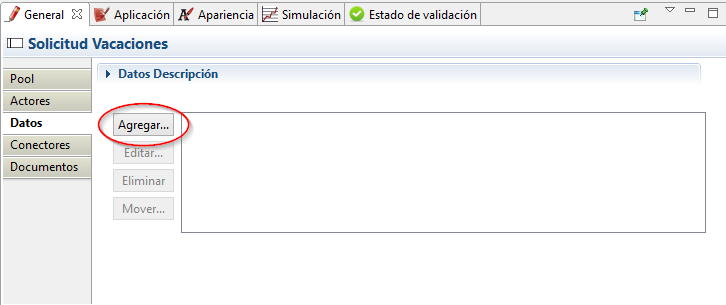 General Aplicación Apariencia Simulación Estado de validación
Solicitud Vacaciones
Pool
Actores
Datos
Conectores
Documentos
Datos Descripción
Agregar...
Editar...
Eliminar
Mover...